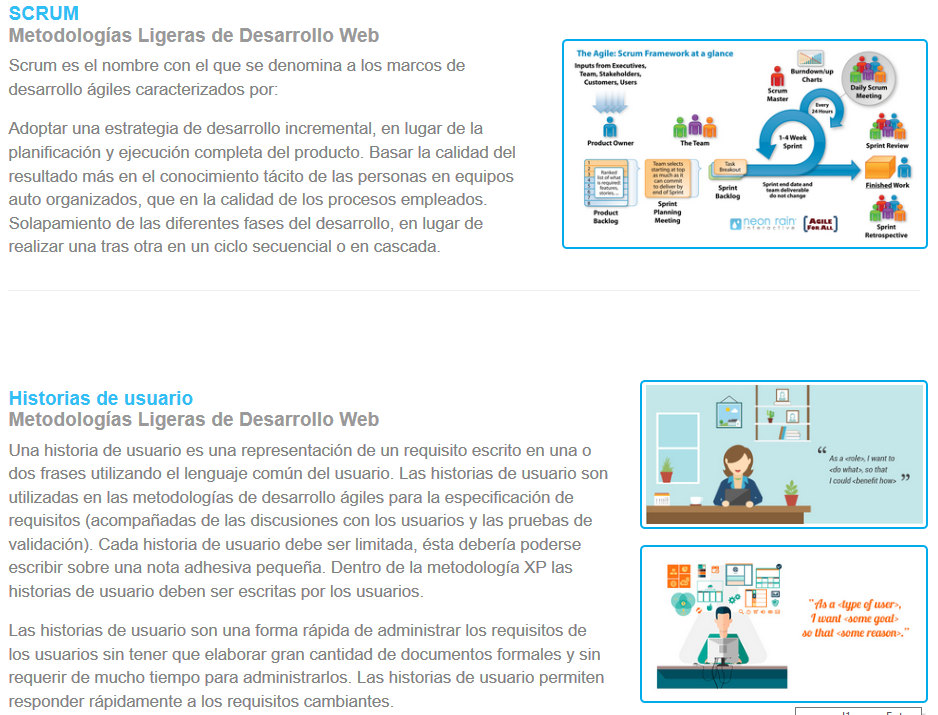 SCRUM
Metodologías Ligeras de Desarrollo Web
Scrum es el nombre con el que se denomina a los marcos de
desarrollo ágiles caracterizados por:
Adoptar una estrategia de desarrollo incremental, en lugar de la
planificación y ejecución completa del producto. Basar la calidad del
resultado más en el conocimiento tácito de las personas en equipos
auto organizados, que en la calidad de los procesos empleados.
Solapamiento de las diferentes fases del desarrollo, en lugar de
realizar una tras otra en un ciclo secuencial o en cascada.
The Agile: Scrum Framework at a glance
Inputs from Executives,
Team, Stakeholders,
Customers, Users
Product Owner
The Team
Scrum
Master
Burndown/up
Charts
Daily Scrum
Meeting
Every
24 Hours
1-4 Week
Sprint
Sprint Review
Ranked
list of what
is required:
features,
stories, ...
Product
Backlog
Team selects
starting at top
as much as it
can commit
to deliver by
end of Sprint
Sprint
Planning
Meeting
Task
Breakout
Sprint
Backlog
Sprint end date and
team deliverable
do not change
Finished Work
Sprint
Retrospective
neon rain
interactive
AGILE
FOR ALL
Historias de usuario
Metodologías Ligeras de Desarrollo Web
Una historia de usuario es una representación de un requisito escrito en una o
dos frases utilizando el lenguaje común del usuario. Las historias de usuario son
utilizadas en las metodologías de desarrollo ágiles para la especificación de
requisitos (acompañadas de las discusiones con los usuarios y las pruebas de
validación). Cada historia de usuario debe ser limitada, ésta debería poderse
escribir sobre una nota adhesiva pequeña. Dentro de la metodología XP las
historias de usuario deben ser escritas por los usuarios.
Las historias de usuario son una forma rápida de administrar los requisitos de
los usuarios sin tener que elaborar gran cantidad de documentos formales y sin
requerir de mucho tiempo para administrarlos. Las historias de usuario permiten
responder rápidamente a los requisitos cambiantes.
“As a <role>, I want to
<do what>, so that
I could <benefit how>”
"As a <type of user>,
I want <some goal>
so that <some reason>."